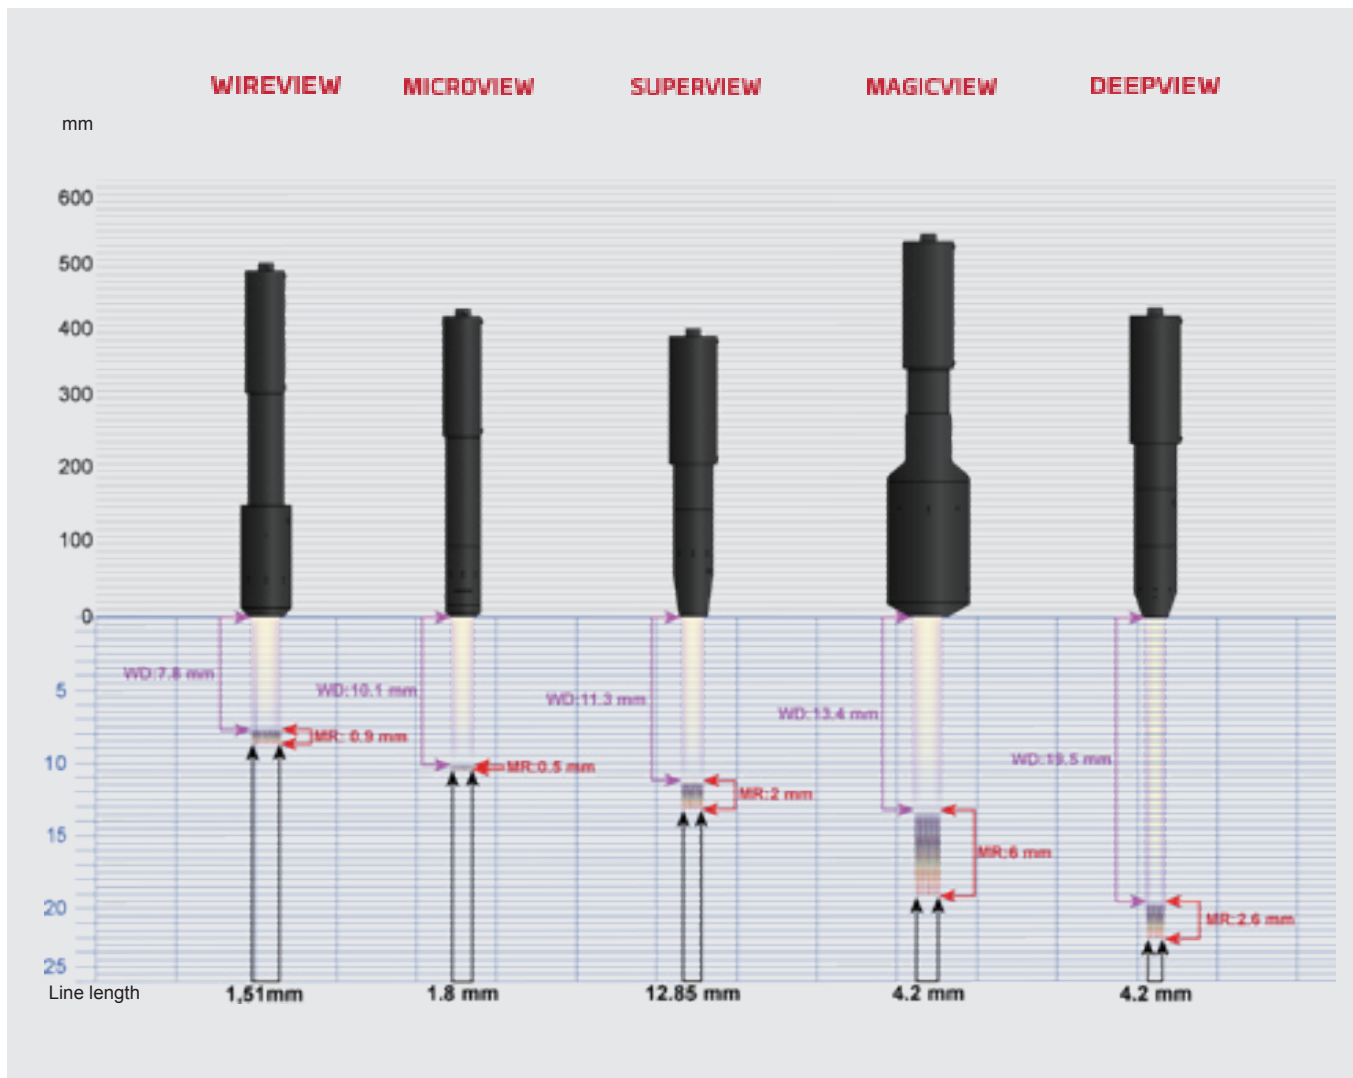 WIREVIEW MICROVIEW SUPERVIEW MAGICVIEW DEEPVIEW
mm
600
500
400
300
200
100
0
WD:7.8 mm
5
WD:10.1 mm
WD:11.3 mm
WD:13.4 mm
MR: 0.9 mm
WD:19.5 mm
10
MR:0.5 mm
MR:2 mm
15
MR:6 mm
20
MR:2.6 mm
25
Line length 1,51mm 1.8 mm 12.85 mm 4.2 mm 4.2 mm